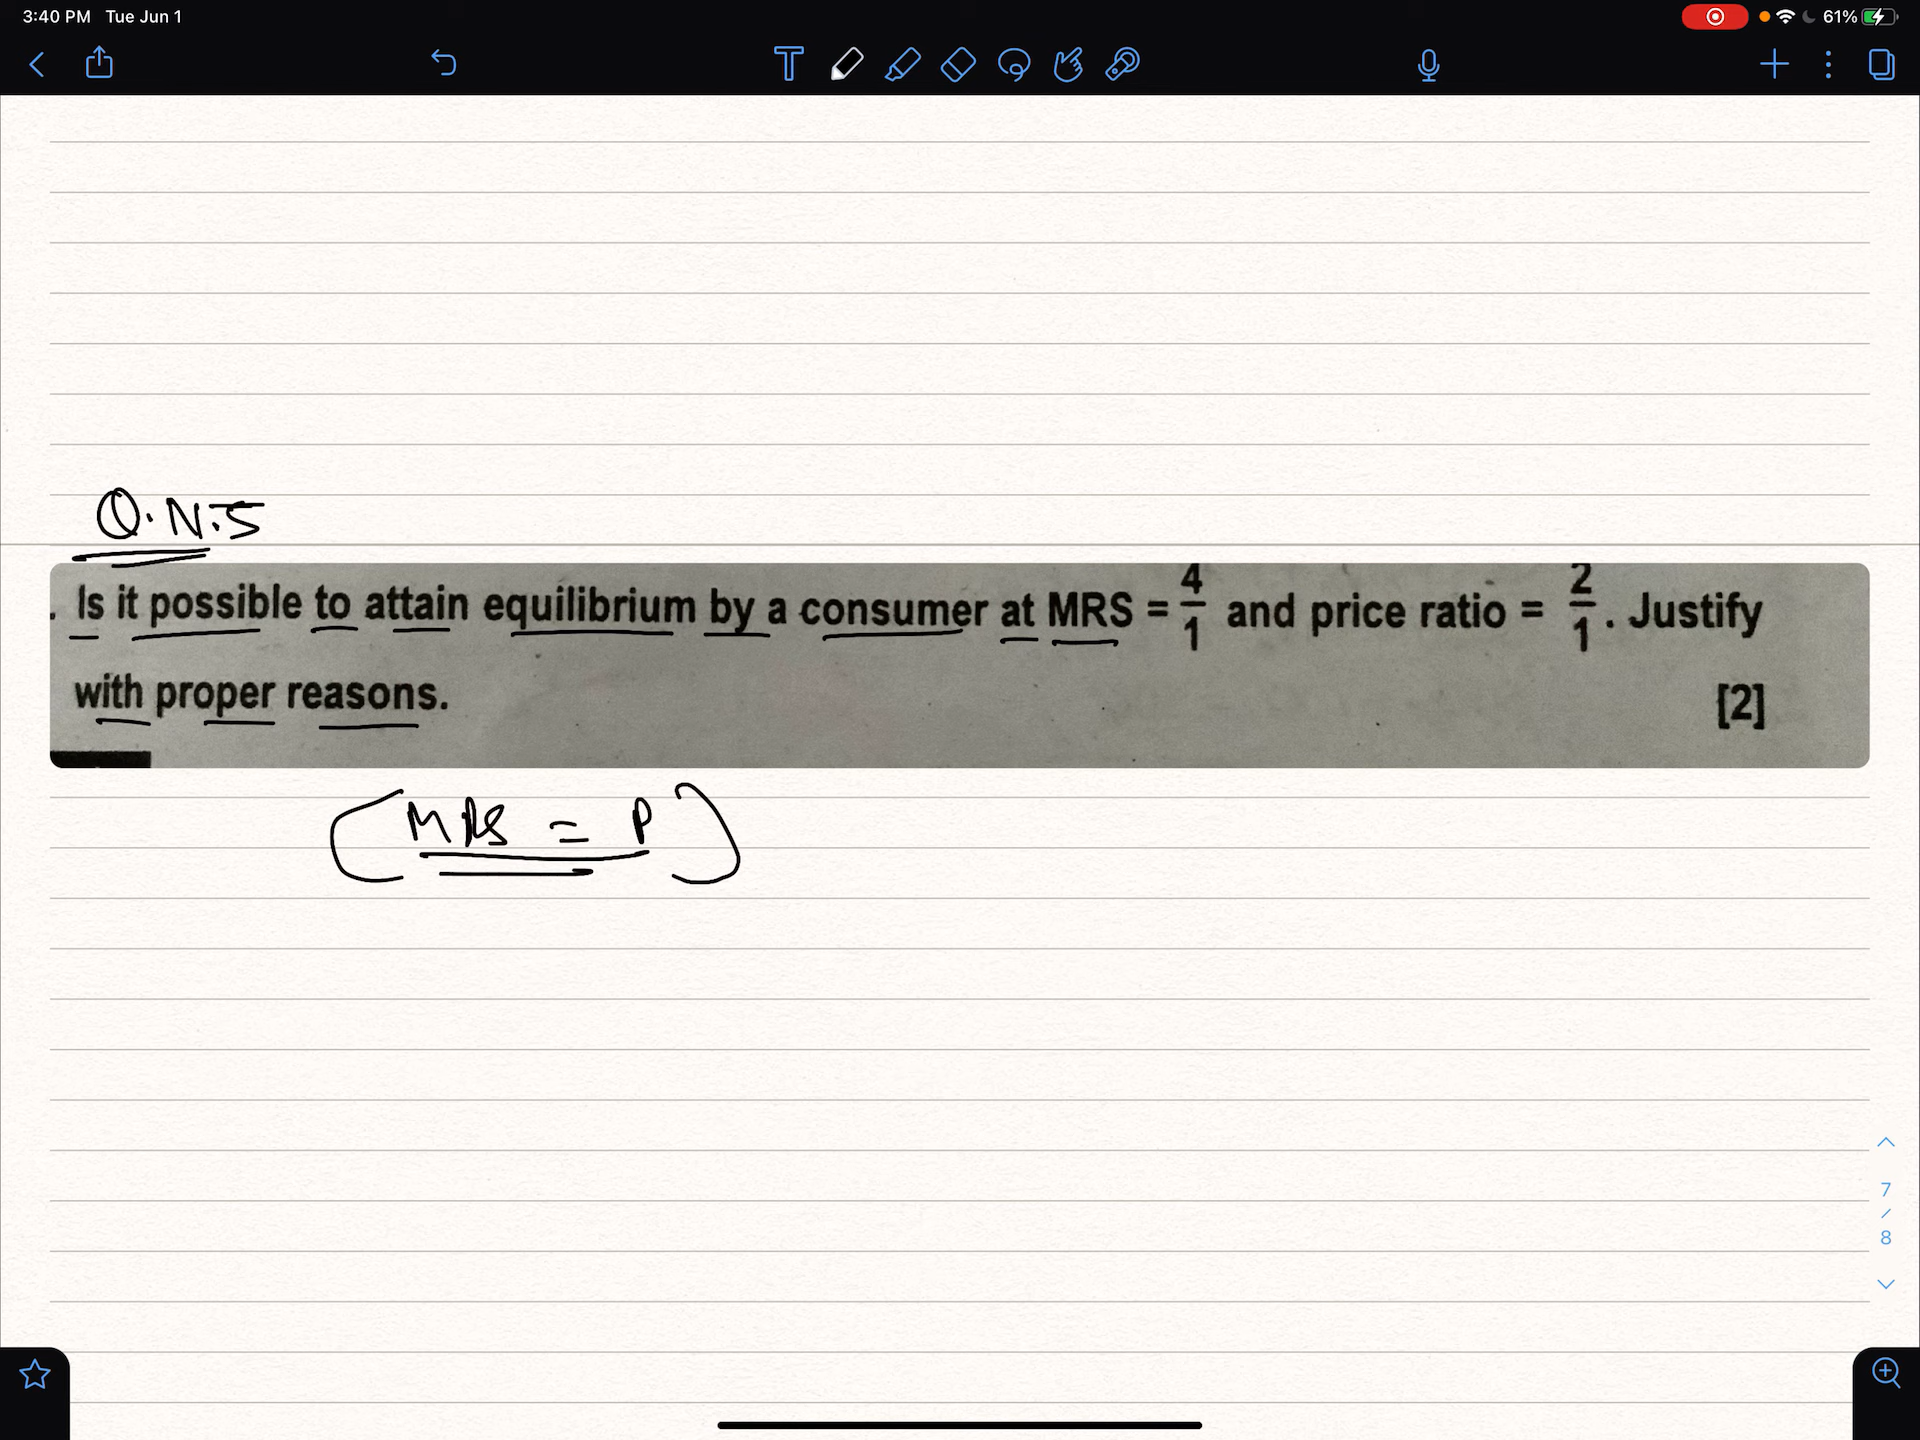 3:40 PM Tue Jun 1
61%
Q.N.5
. Is it possible to attain equilibrium by a consumer at MRS = 4/1 and price ratio = 2/1. Justify
with proper reasons. [2]
(MRS = P)
7
/
8